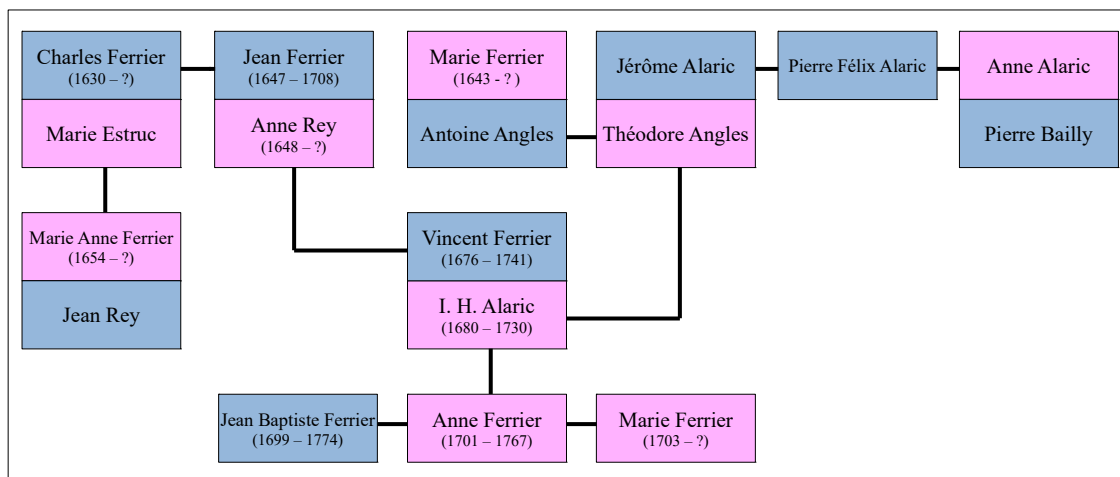 Charles Ferrier
(1630 – ?)
Jean Ferrier
(1647 – 1708)
Marie Ferrier
(1643 - ? )
Jérôme Alaric
Pierre Félix Alaric
Anne Alaric
Marie Estruc
Anne Rey
(1648 – ?)
Antoine Angles
Théodore Angles
Pierre Bailly
Marie Anne Ferrier
(1654 – ?)
Vincent Ferrier
(1676 – 1741)
Jean Rey
I. H. Alaric
(1680 – 1730)
Jean Baptiste Ferrier
(1699 – 1774)
Anne Ferrier
(1701 – 1767)
Marie Ferrier
(1703 – ?)